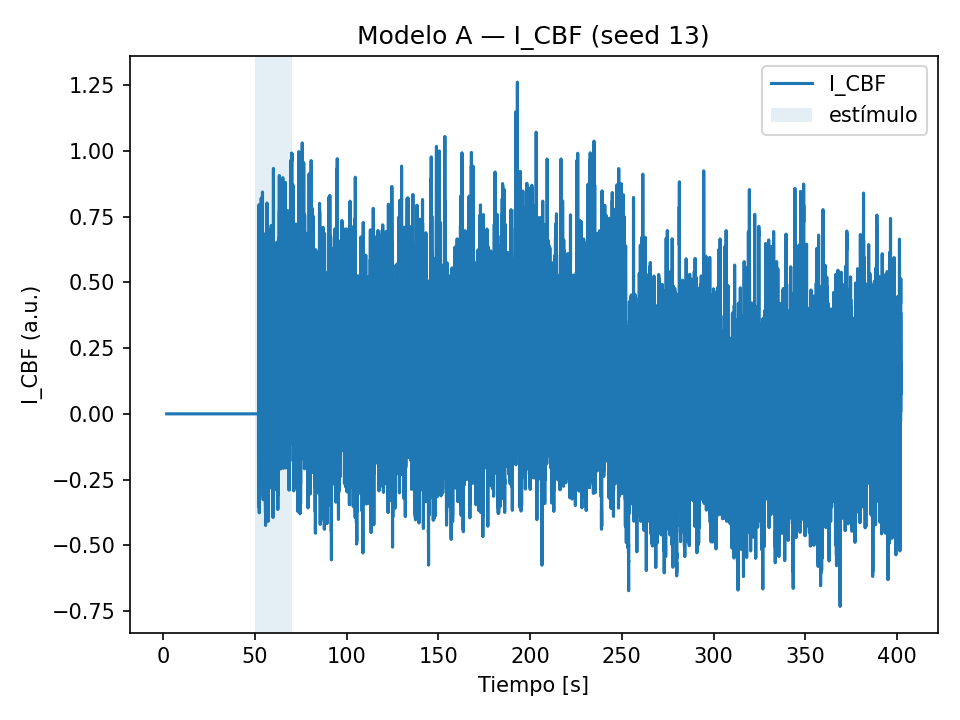 Modelo A — I_CBF (seed 13)
I_CBF
estímulo
I_CBF (a.u.)
1.25
1.00
0.75
0.50
0.25
0.00
−0.25
−0.50
−0.75
0 50 100 150 200 250 300 350 400
Tiempo [s]